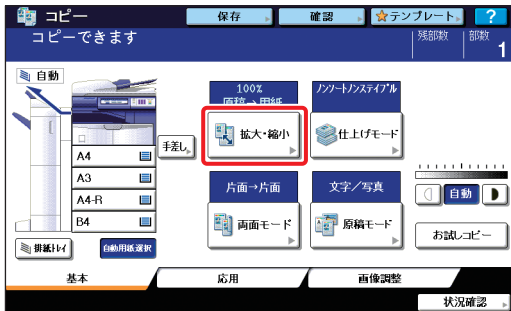 コピー
保存
確認
テンプレート
?
コピーできます
残部数
部数
1
自動
100%
原稿→用紙
ノンソート/ノンステイプル
拡大・縮小
仕上げモード
手差し
A4
A3
A4-R
B4
片面→片面
文字／写真
両面モード
原稿モード
自動
お試しコピー
排紙トレイ
自動用紙選択
基本
応用
画像調整
状況確認